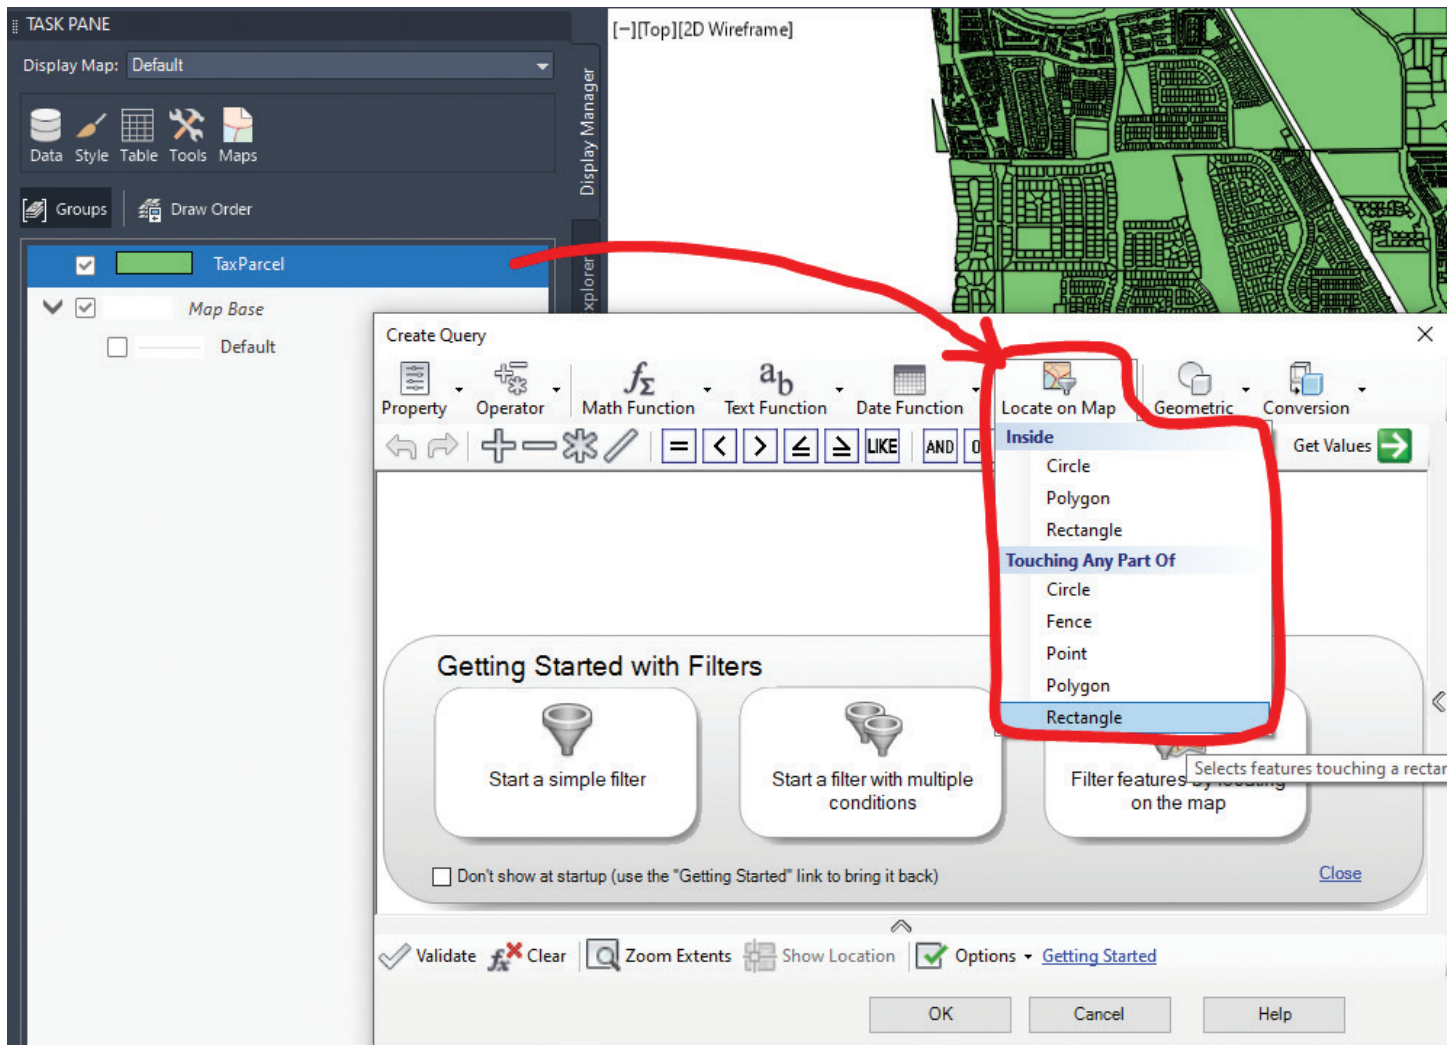 TASK PANE
[−][Top][2D Wireframe]
Display Map: Default
Data Style Table Tools Maps
Display Manager
Groups Draw Order
TaxParcel
xplorer
Map Base
Default
Create Query
Property Operator Math Function Text Function Date Function Locate on Map Geometric Conversion
= < > ≤ ≥ LIKE AND Get Values
Inside
Circle
Polygon
Rectangle
Touching Any Part Of
Circle
Fence
Point
Polygon
Rectangle
Selects features touching a rectar
Getting Started with Filters
Start a simple filter
Start a filter with multiple
conditions
Filter features by locating
on the map
Don't show at startup (use the "Getting Started" link to bring it back)
Close
Validate Clear Zoom Extents Show Location Options Getting Started
OK Cancel Help